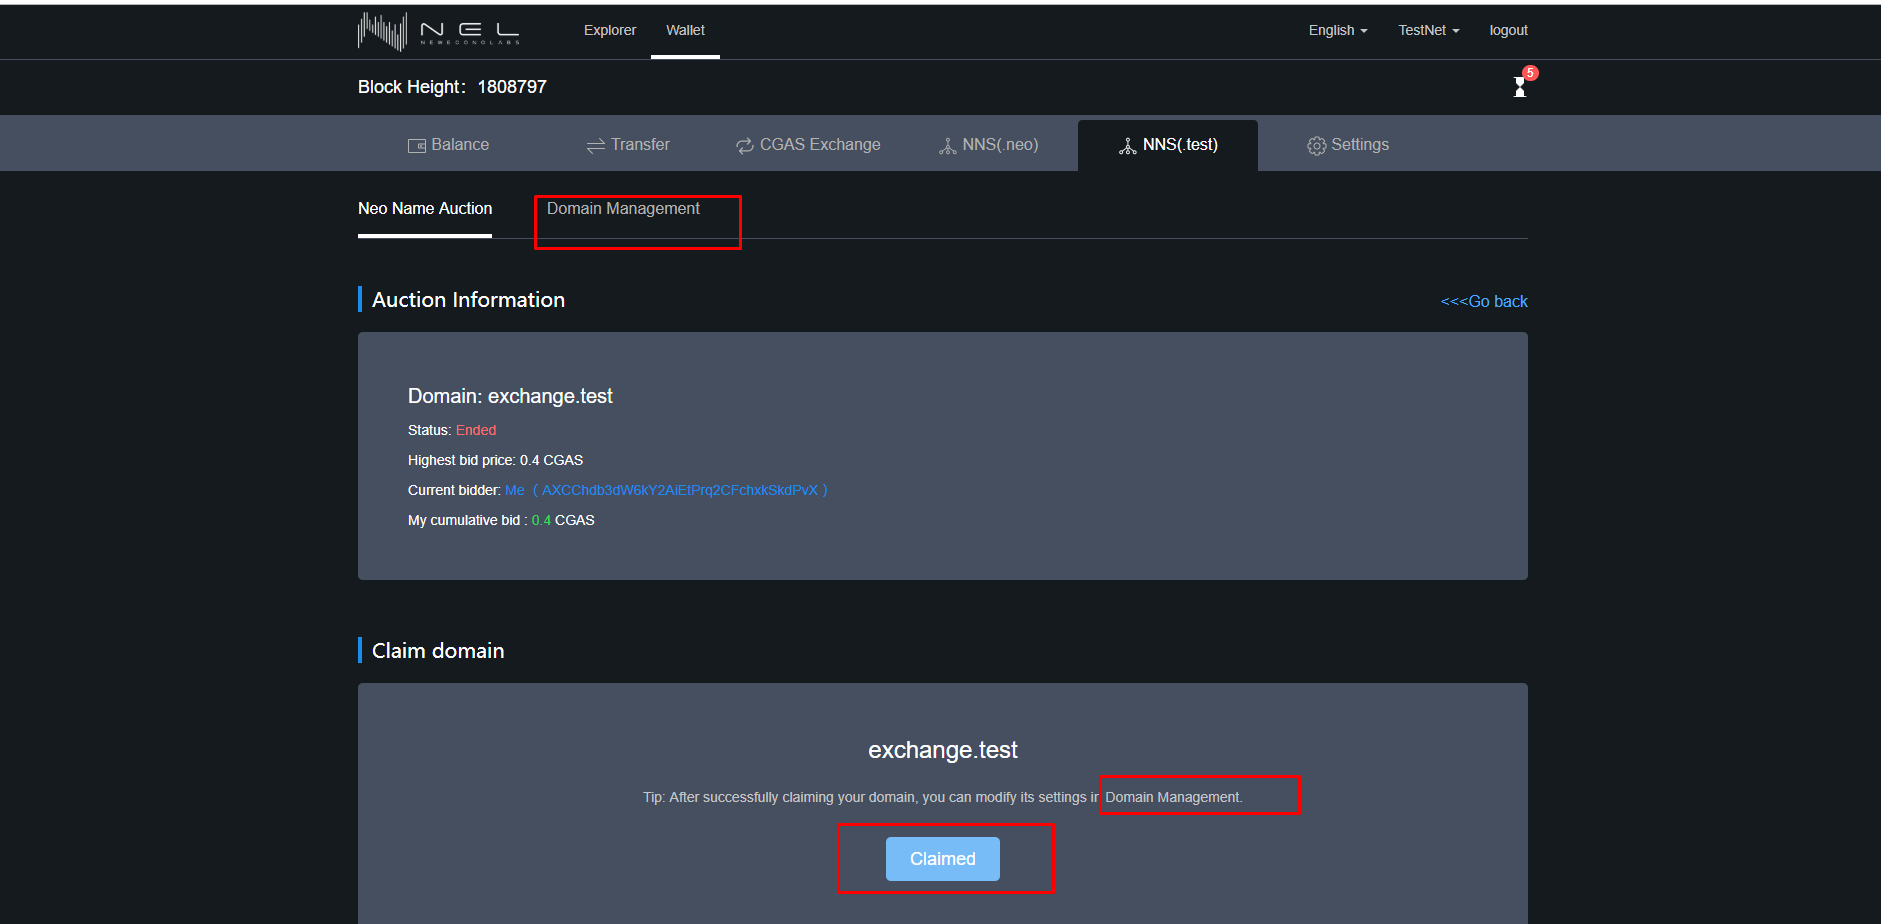 NEL
NEWECONOLABS
Explorer
Wallet
English
TestNet
logout
Block Height: 1808797
5
Balance
Transfer
CGAS Exchange
NNS(.neo)
NNS(.test)
Settings
Neo Name Auction
Domain Management
Auction Information
<<<Go back
Domain: exchange.test
Status: Ended
Highest bid price: 0.4 CGAS
Current bidder: Me ( AXCChdb3dW6kY2AiEtPrq2CFchxkSkdPvX )
My cumulative bid : 0.4 CGAS
Claim domain
exchange.test
Tip: After successfully claiming your domain, you can modify its settings in Domain Management.
Claimed